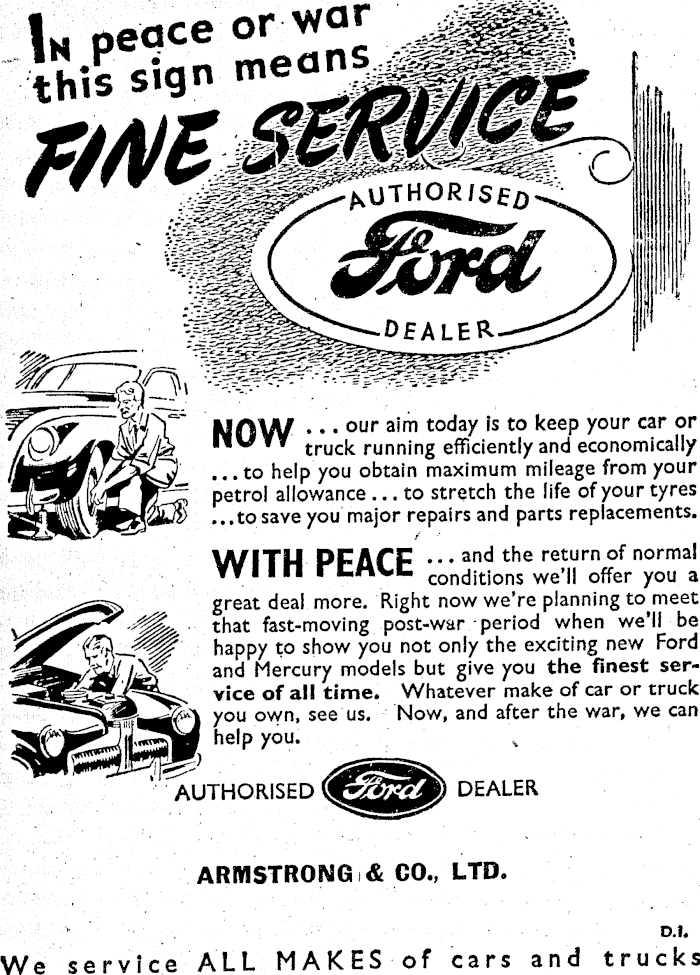 IN peace or war
this sign means
FINE SERVICE
AUTHORISED
Ford
DEALER
NOW ... our aim today is to keep your car or
truck running efficiently and economically
... to help you obtain maximum mileage from your
petrol allowance ... to stretch the life of your tyres
... to save you major repairs and parts replacements.
WITH PEACE ... and the return of normal
conditions we'll offer you a
great deal more. Right now we're planning to meet
that fast-moving post-war period when we'll be
happy to show you not only the exciting new Ford
and Mercury models but give you the finest ser-
vice of all time. Whatever make of car or truck
you own, see us. Now, and after the war, we can
help you.
AUTHORISED Ford DEALER
ARMSTRONG & CO., LTD.
D.I.
We service ALL MAKES of cars and trucks